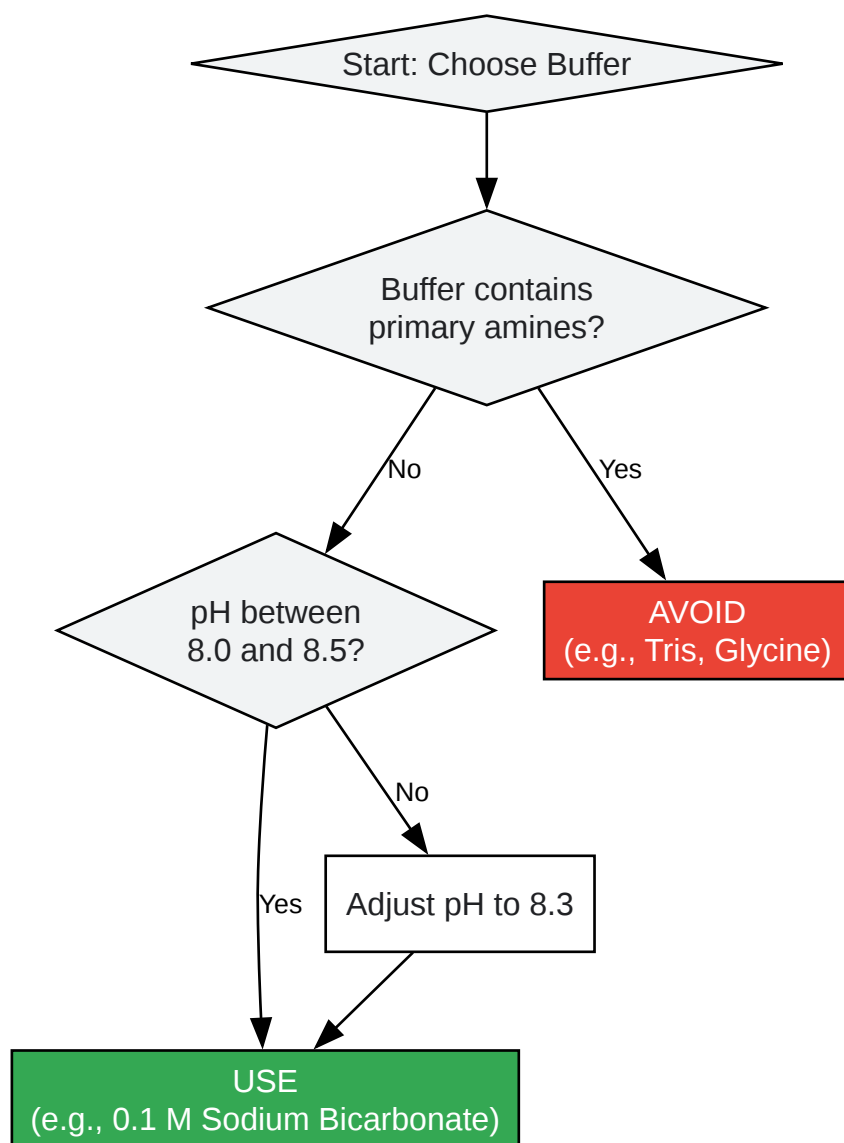 Start: Choose Buffer
Buffer contains
primary amines?
No
Yes
pH between
8.0 and 8.5?
AVOID
(e.g., Tris, Glycine)
No
Yes
Adjust pH to 8.3
USE
(e.g., 0.1 M Sodium Bicarbonate)